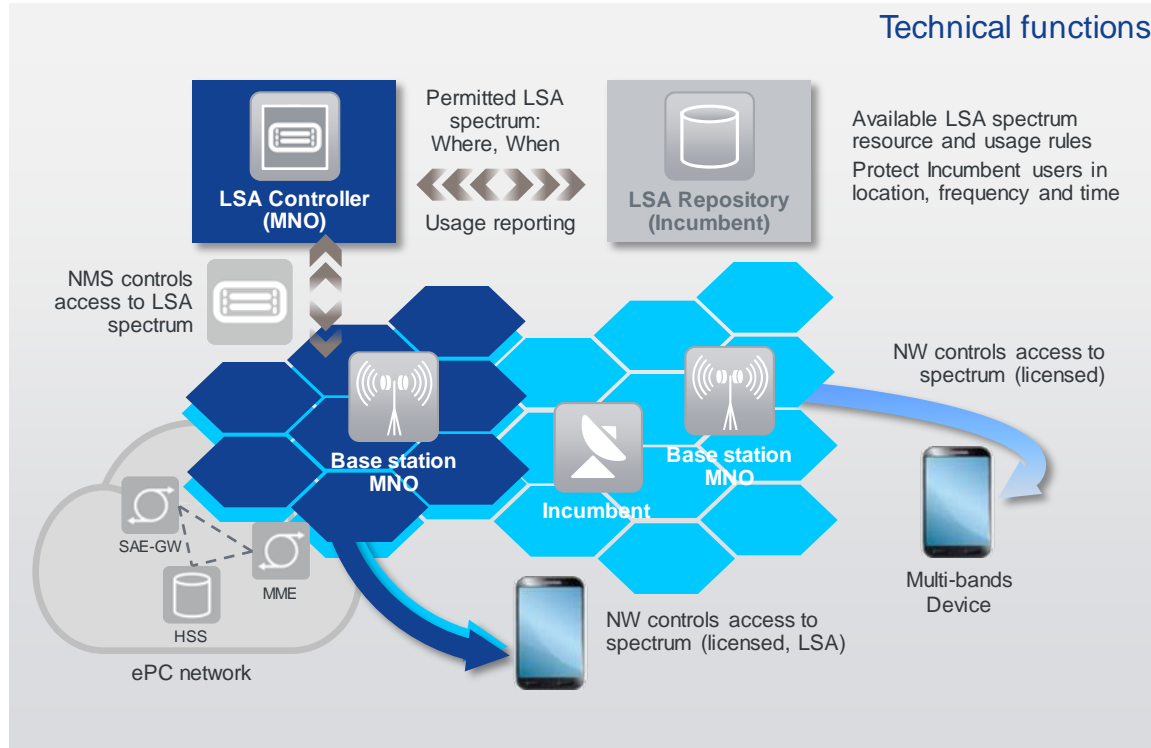 Technical functions
LSA Controller
(MNO)
Permitted LSA
spectrum:
Where, When
Usage reporting
LSA Repository
(Incumbent)
Available LSA spectrum
resource and usage rules
Protect Incumbent users in
location, frequency and time
NMS controls
access to LSA
spectrum
NW controls access to
spectrum (licensed)
Base station
MNO
Incumbent
Base station
MNO
SAE-GW
MME
HSS
ePC network
NW controls access to
spectrum (licensed, LSA)
Multi-bands
Device